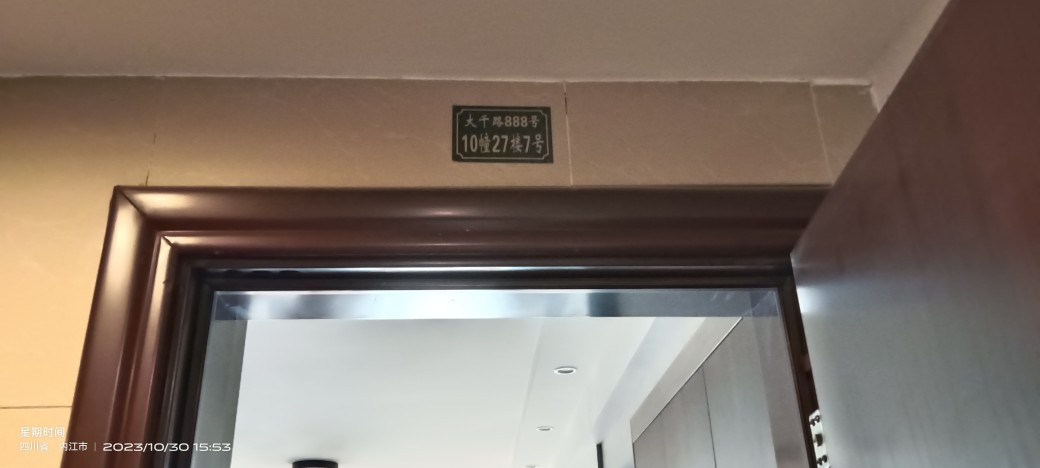 大千路888号
10幢27楼7号
星期时间
四川省，内江市 | 2023/10/30 15:53